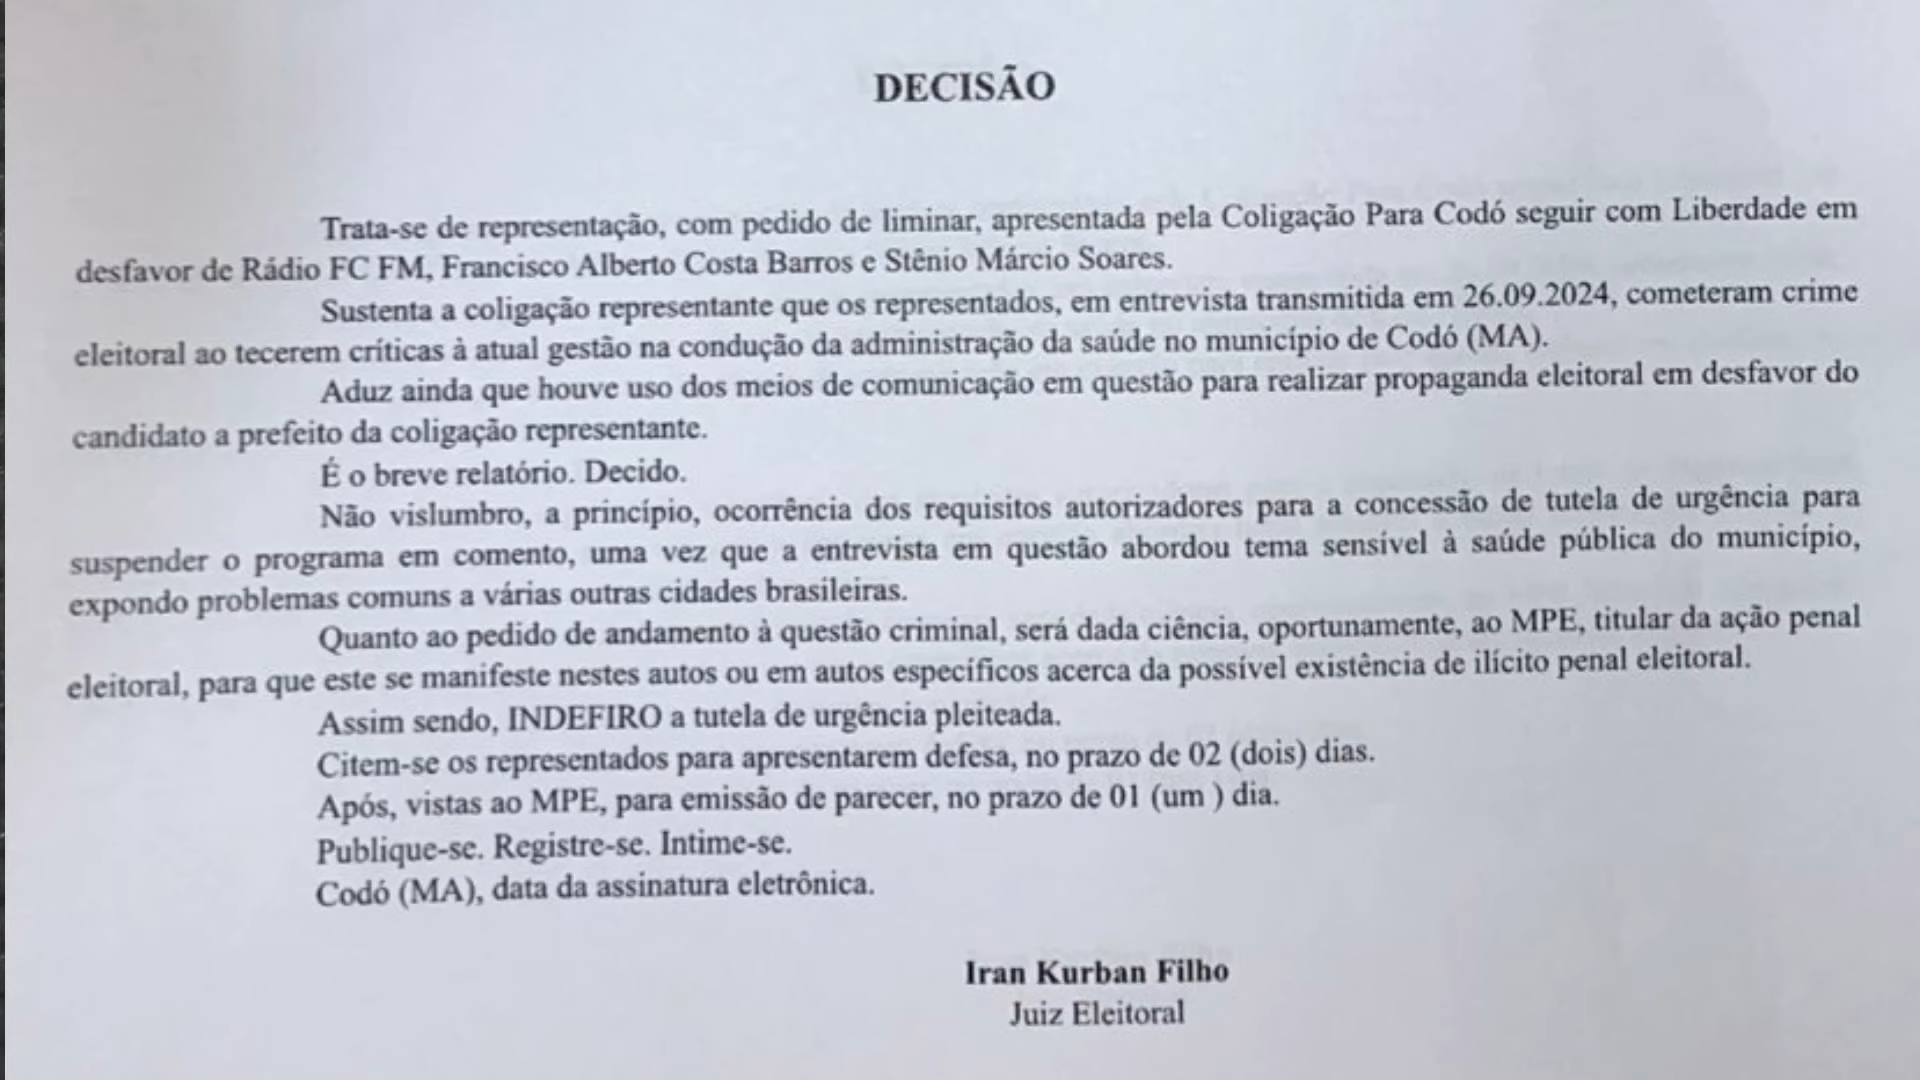 DECISÃO
Trata-se de representação, com pedido de liminar, apresentada pela Coligação Para Codó seguir com Liberdade em
desfavor de Rádio FC FM, Francisco Alberto Costa Barros e Stênio Márcio Soares.
Sustenta a coligação representante que os representados, em entrevista transmitida em 26.09.2024, cometeram crime
eleitoral ao tecerem críticas à atual gestão na condução da administração da saúde no município de Codó (MA).
Aduz ainda que houve uso dos meios de comunicação em questão para realizar propaganda eleitoral em desfavor do
candidato a prefeito da coligação representante.
É o breve relatório. Decido.
Não vislumbro, a princípio, ocorrência dos requisitos autorizadores para a concessão de tutela de urgência para
suspender o programa em comento, uma vez que a entrevista em questão abordou tema sensível à saúde pública do município,
expondo problemas comuns a várias outras cidades brasileiras.
Quanto ao pedido de andamento à questão criminal, será dada ciência, oportunamente, ao MPE, titular da ação penal
eleitoral, para que este se manifeste nestes autos ou em autos específicos acerca da possível existência de ilícito penal eleitoral.
Assim sendo, INDEFIRO a tutela de urgência pleiteada.
Citem-se os representados para apresentarem defesa, no prazo de 02 (dois) dias.
Após, vistas ao MPE, para emissão de parecer, no prazo de 01 (um ) dia.
Publique-se. Registre-se. Intime-se.
Codó (MA), data da assinatura eletrônica.
Iran Kurban Filho
Juiz Eleitoral